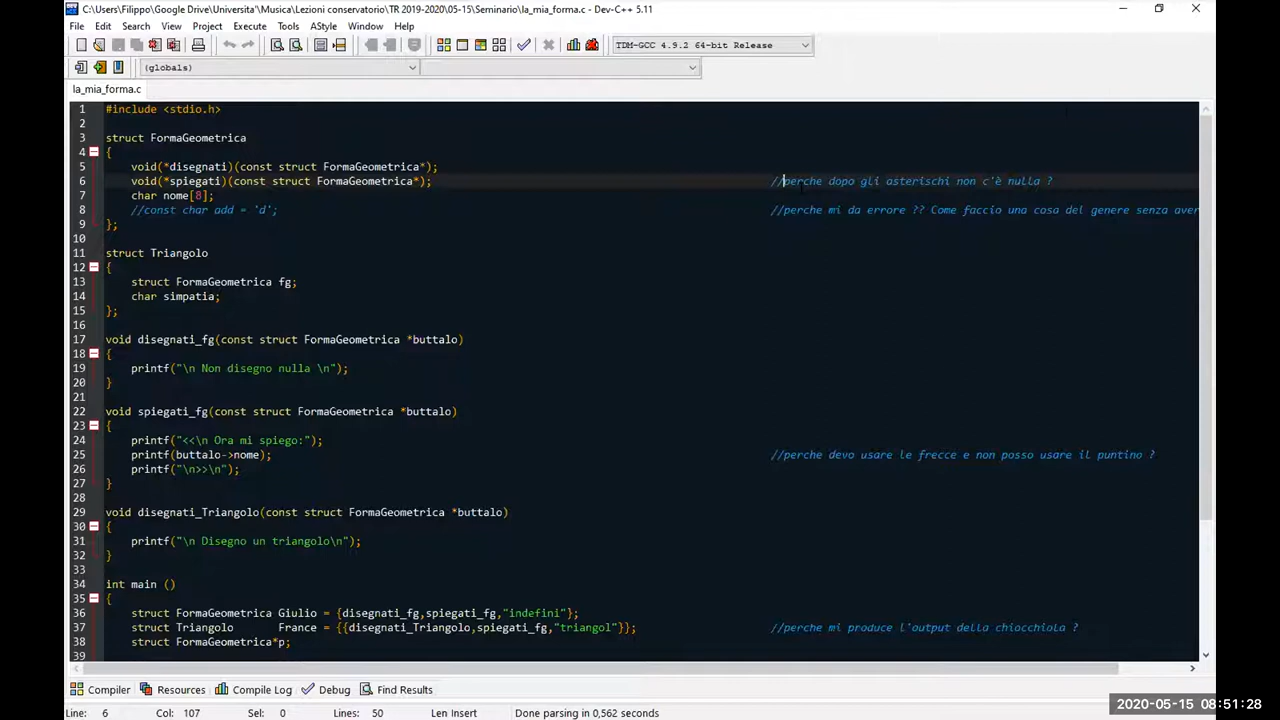 C:\Users\Filippo\Google Drive\Universita'\Musica\Lezioni conservatorio\TR 2019-2020\05-15\Seminario\la_mia_forma.c - Dev-C++ 5.11
File Edit Search View Project Execute Tools AStyle Window Help
TDM-GCC 4.9.2 64-bit Release
(globals)
la_mia_forma.c
1 #include <stdio.h>
2
3 struct FormaGeometrica
4 {
5 void(*disegnati)(const struct FormaGeometrica*);
6 void(*spiegati)(const struct FormaGeometrica*); //perche dopo gli asterischi non c'è nulla ?
7 char nome[8];
8 //const char add = 'd'; //perche mi da errore ?? Come faccio una cosa del genere senza aver
9 };
10
11 struct Triangolo
12 {
13 struct FormaGeometrica fg;
14 char simpatia;
15 };
16
17 void disegnati_fg(const struct FormaGeometrica *buttalo)
18 {
19 printf("\n Non disegno nulla \n");
20 }
21
22 void spiegati_fg(const struct FormaGeometrica *buttalo)
23 {
24 printf("<<\n Ora mi spiego:");
25 printf(buttalo->nome); //perche devo usare le frecce e non posso usare il puntino ?
26 printf("\n>>\n");
27 }
28
29 void disegnati_Triangolo(const struct FormaGeometrica *buttalo)
30 {
31 printf("\n Disegno un triangolo\n");
32 }
33
34 int main ()
35 {
36 struct FormaGeometrica Giulio = {disegnati_fg,spiegati_fg,"indefini"};
37 struct Triangolo France = {{disegnati_Triangolo,spiegati_fg,"triangol"}}; //perche mi produce l'output della chiocchiola ?
38 struct FormaGeometrica*p;
39
Compiler Resources Compile Log Debug Find Results
Line: 6 Col: 107 Sel: 0 Lines: 50 Len Insert Done parsing in 0,562 seconds
2020-05-15 08:51:28